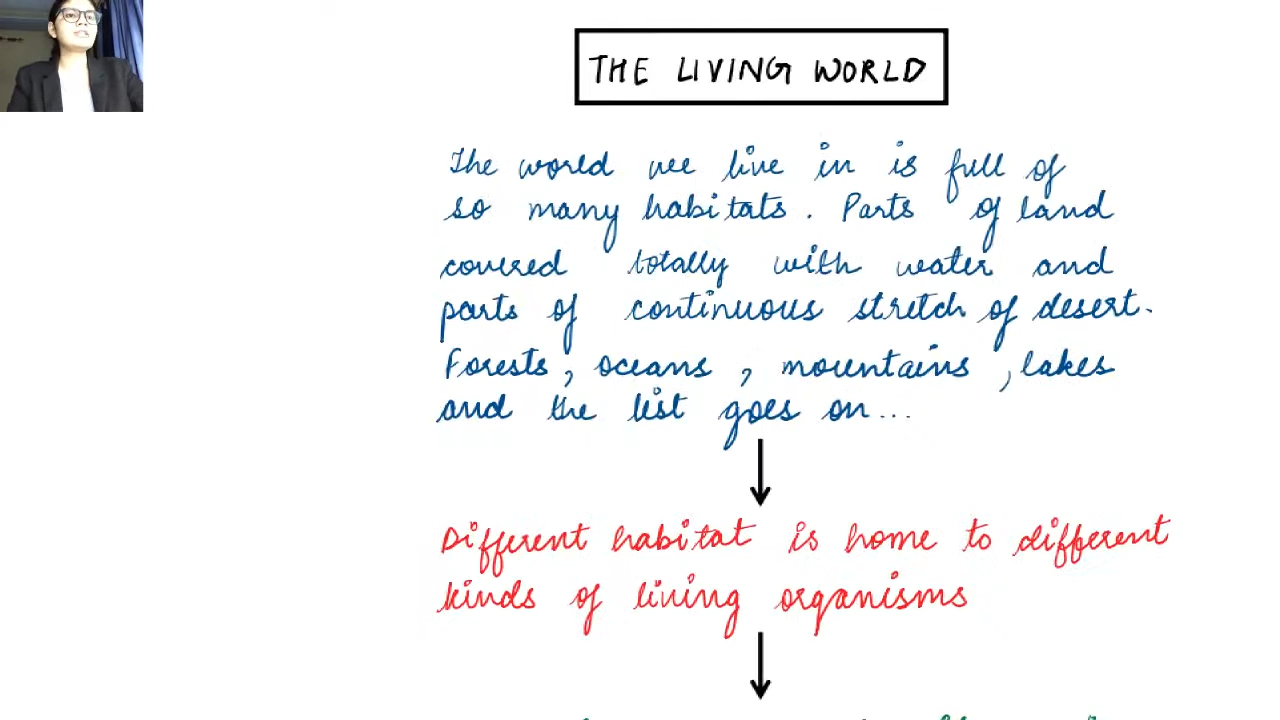 THE LIVING WORLD
The world we live in is full of
so many habitats. Parts of land
covered totally with water and
parts of continuous stretch of desert.
Forests, oceans, mountains, lakes
and the list goes on...
Different habitat is home to different
kinds of living organisms